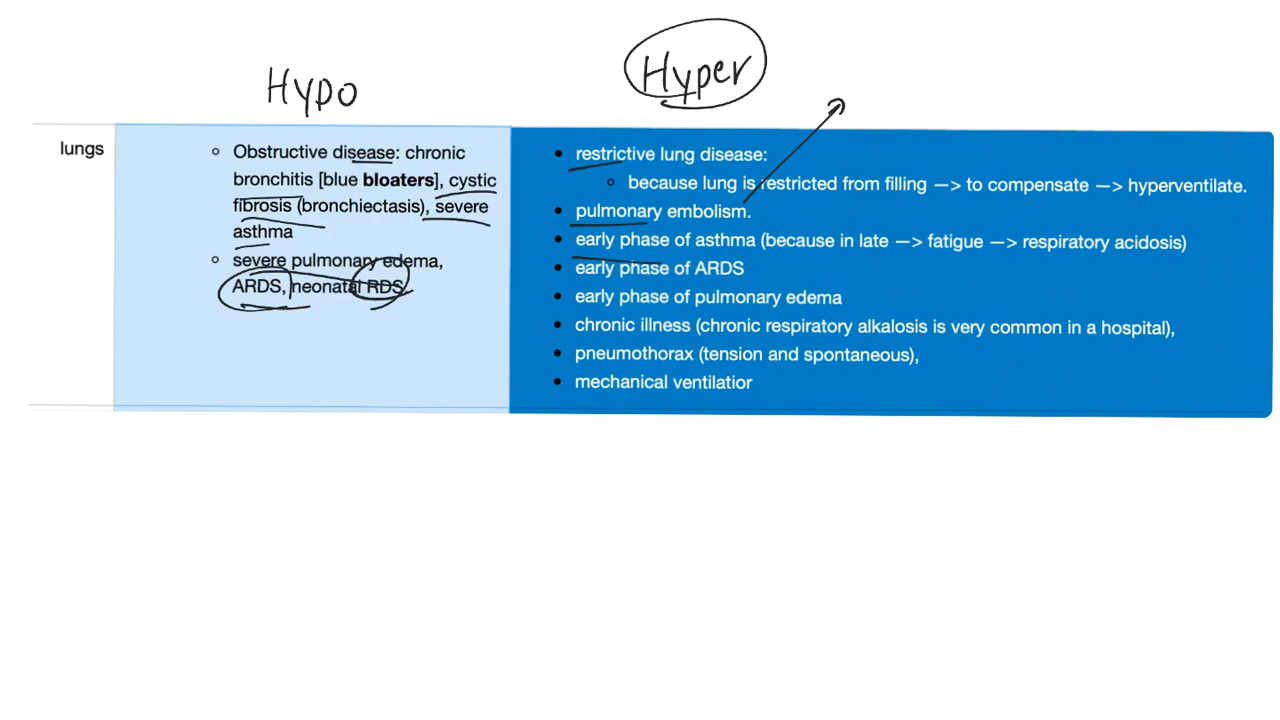 Hypo
Hyper
lungs
Obstructive disease: chronic
bronchitis [blue bloaters], cystic
fibrosis (bronchiectasis), severe
asthma
severe pulmonary edema,
ARDS, neonatal RDS.
restrictive lung disease:
because lung is restricted from filling —> to compensate —> hyperventilate.
pulmonary embolism.
early phase of asthma (because in late —> fatigue —> respiratory acidosis)
early phase of ARDS
early phase of pulmonary edema
chronic illness (chronic respiratory alkalosis is very common in a hospital),
pneumothorax (tension and spontaneous),
mechanical ventilatior